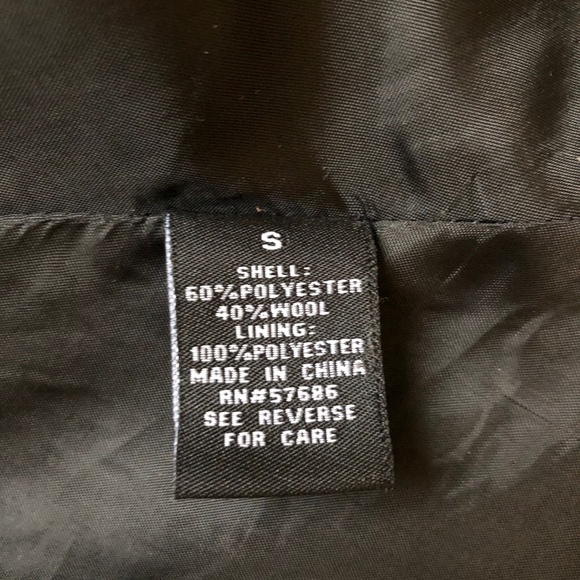 S
SHELL:
60%POLYESTER
40%WOOL
LINING:
100%POLYESTER
MADE IN CHINA
RN#57686
SEE REVERSE
FOR CARE